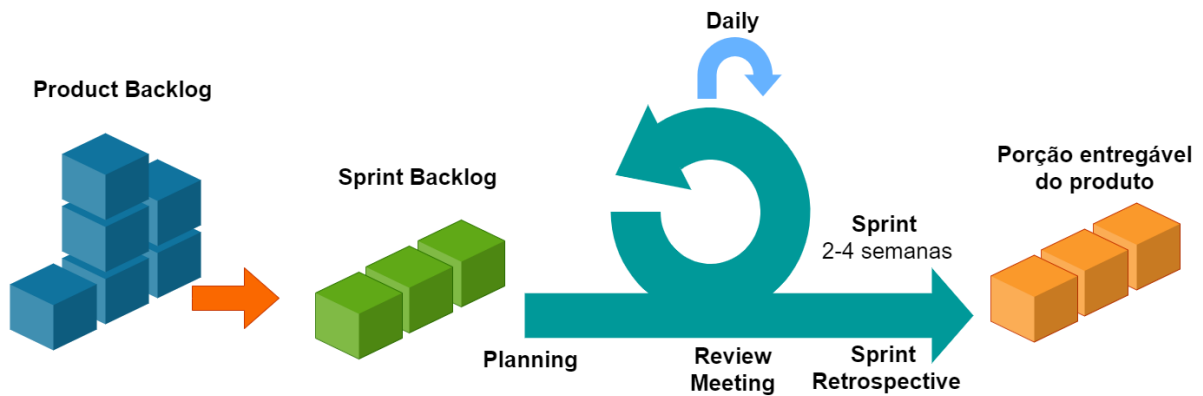 Daily
Product Backlog
Sprint Backlog
Porção entregável
do produto
Sprint
2-4 semanas
Planning
Review
Meeting
Sprint
Retrospective